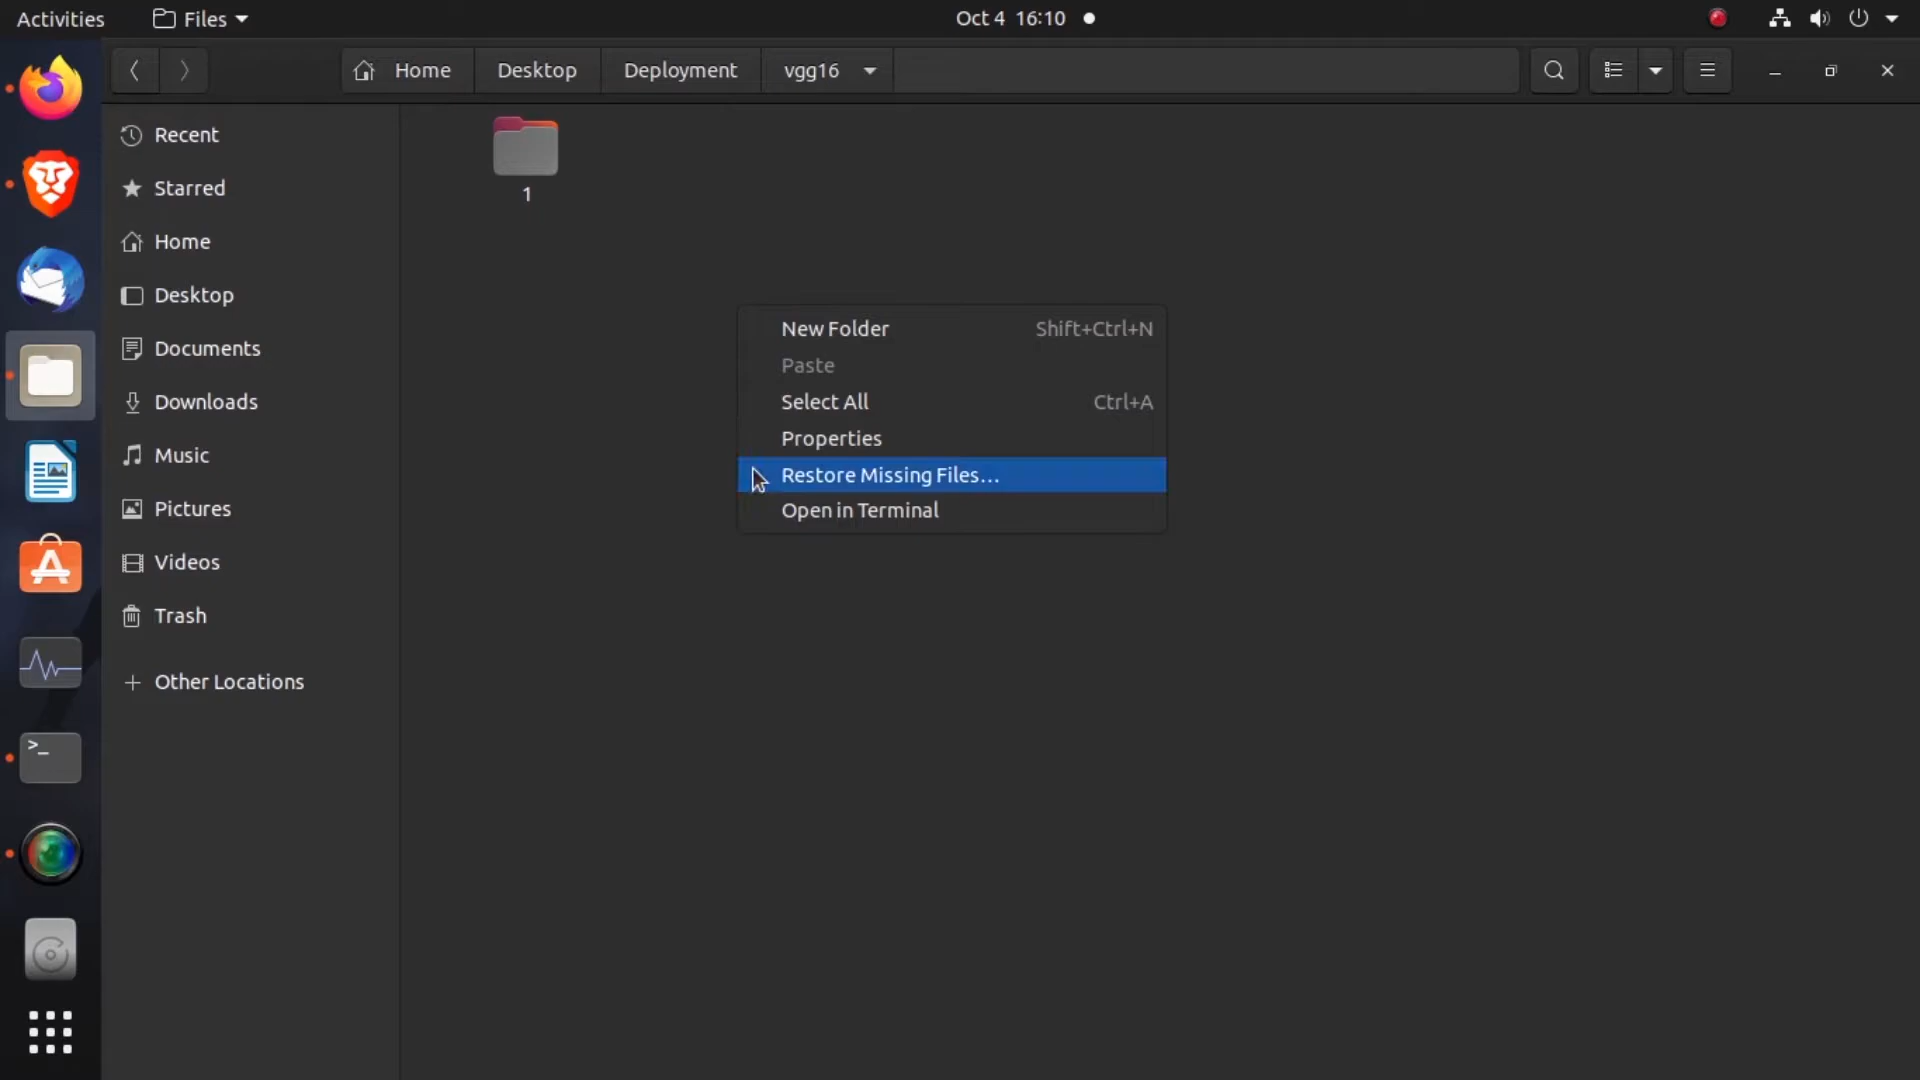 Activities Files Oct 4 16:10
Home Desktop Deployment vgg16
Recent
Starred
Home
Desktop
Documents
Downloads
Music
Pictures
Videos
Trash
Other Locations
1
New Folder Shift+Ctrl+N
Paste
Select All Ctrl+A
Properties
Restore Missing Files...
Open in Terminal